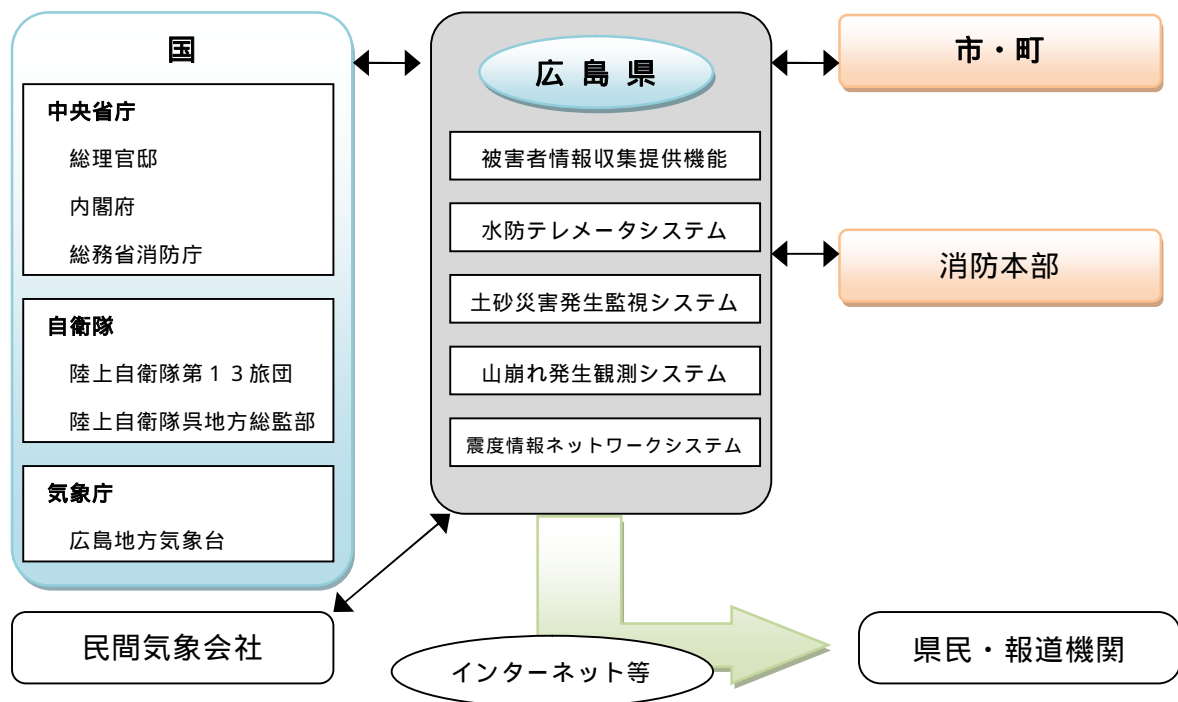 国
中央省庁
総理官邸
内閣府
総務省消防庁
自衛隊
陸上自衛隊第１３旅団
陸上自衛隊呉地方総監部
気象庁
広島地方気象台
民間気象会社
広島県
被害者情報収集提供機能
水防テレメータシステム
土砂災害発生監視システム
山崩れ発生観測システム
震度情報ネットワークシステム
インターネット等
市・町
消防本部
県民・報道機関